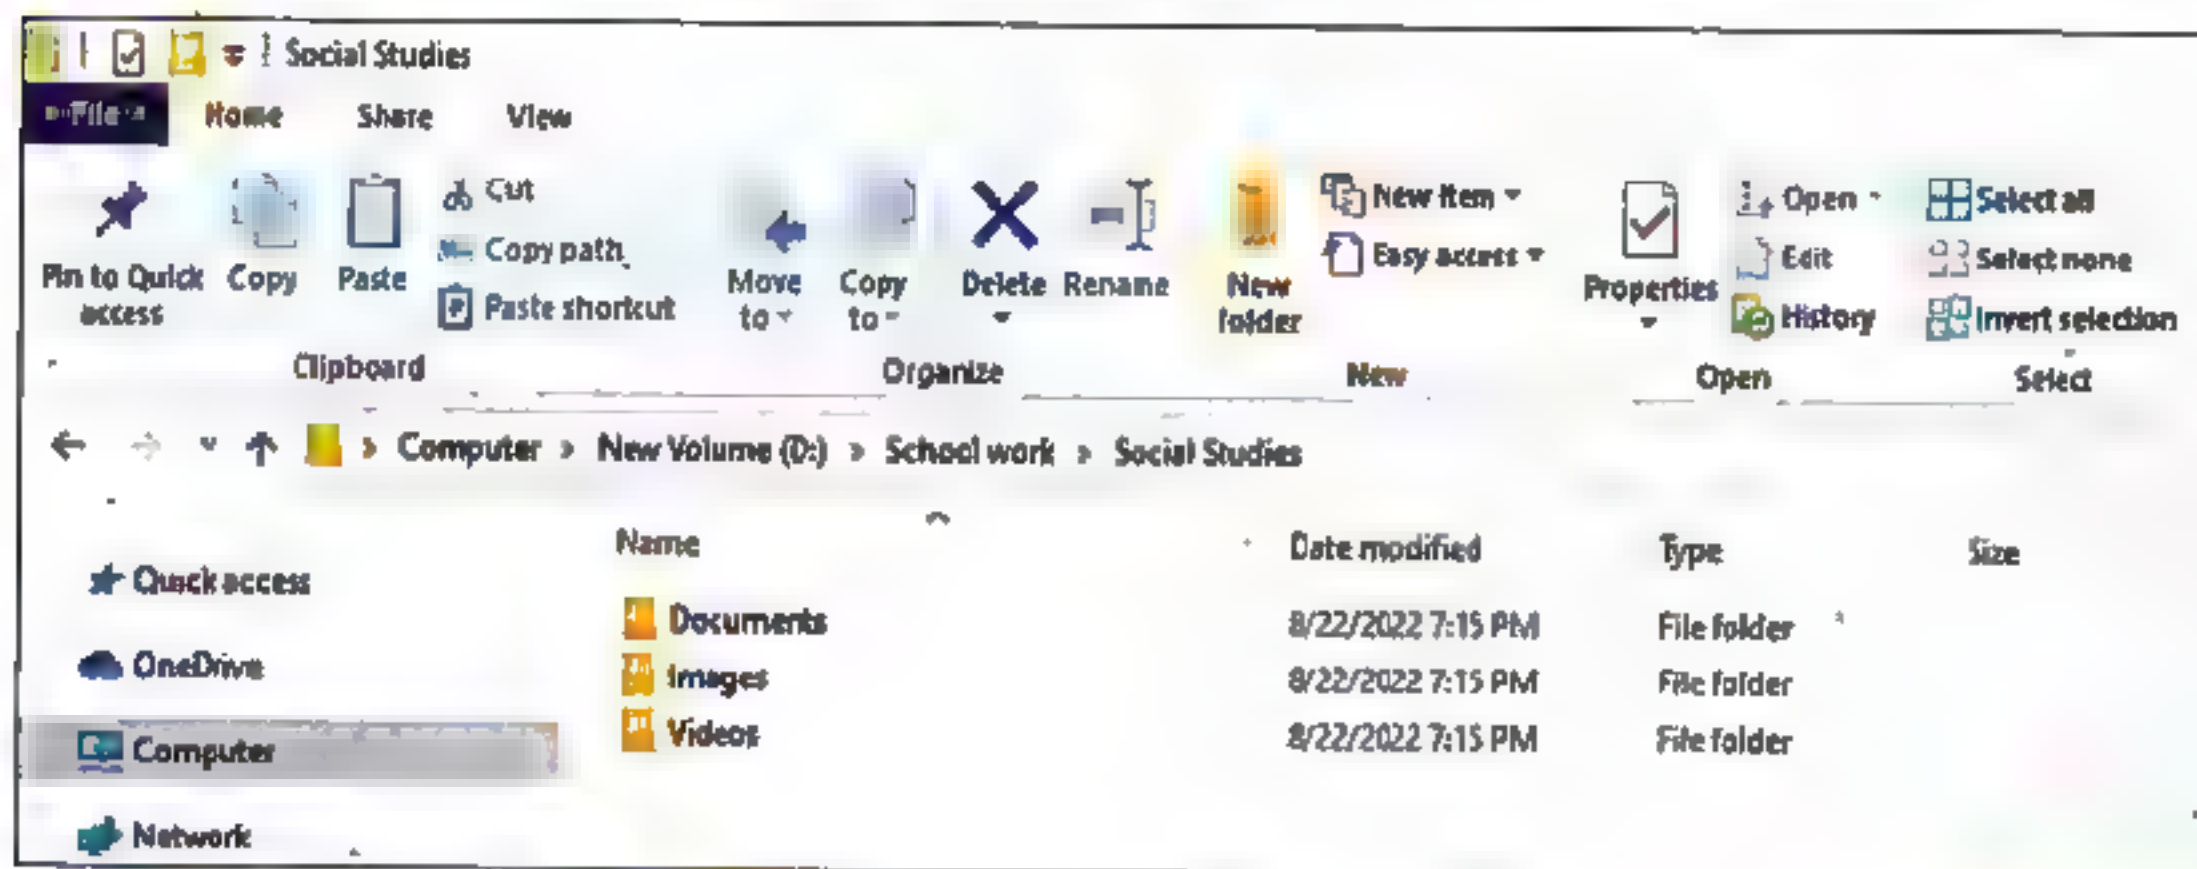 Social Studies
File Home Share View
Pin to Quick access
Copy
Paste
Cut
Copy path
Paste shortcut
Clipboard
Move to
Copy to
Delete
Rename
Organize
New folder
New item
Easy access
New
Properties
Open
Edit
History
Open
Select all
Select none
Invert selection
Select
Computer > New Volume (D:) > School work > Social Studies
Name Date modified Type Size
Quick access
OneDrive
Computer
Network
Documents 8/22/2022 7:15 PM File folder
Images 8/22/2022 7:15 PM File folder
Videos 8/22/2022 7:15 PM File folder